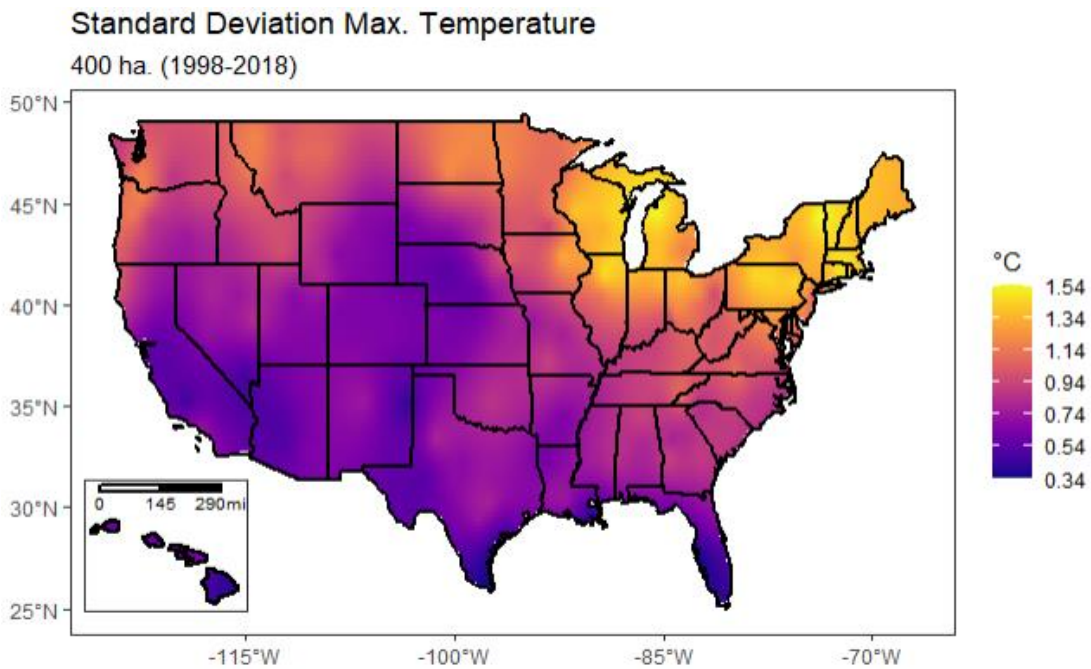 Standard Deviation Max. Temperature
400 ha. (1998-2018)
50°N
45°N
40°N
35°N
30°N
25°N
0 145 290mi
-115°W -100°W -85°W -70°W
°C
1.54
1.34
1.14
0.94
0.74
0.54
0.34